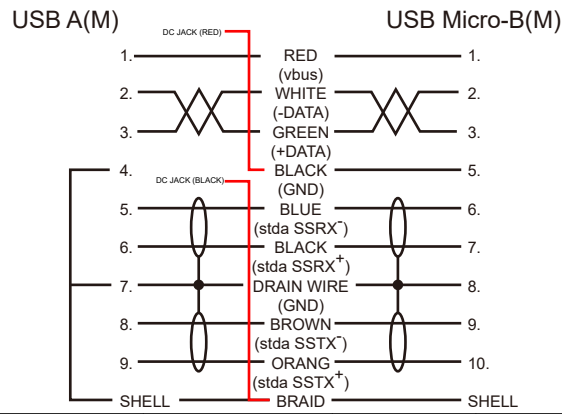 USB A(M) USB Micro-B(M)
DC JACK (RED)
1. RED 1.
(vbus)
2. WHITE 2.
(-DATA)
3. GREEN 3.
(+DATA)
4. BLACK 5.
DC JACK (BLACK) (GND)
5. BLUE 6.
(stda SSRX-)
6. BLACK 7.
(stda SSRX+)
7. DRAIN WIRE 8.
(GND)
8. BROWN 9.
(stda SSTX-)
9. ORANG 10.
(stda SSTX+)
SHELL BRAID SHELL